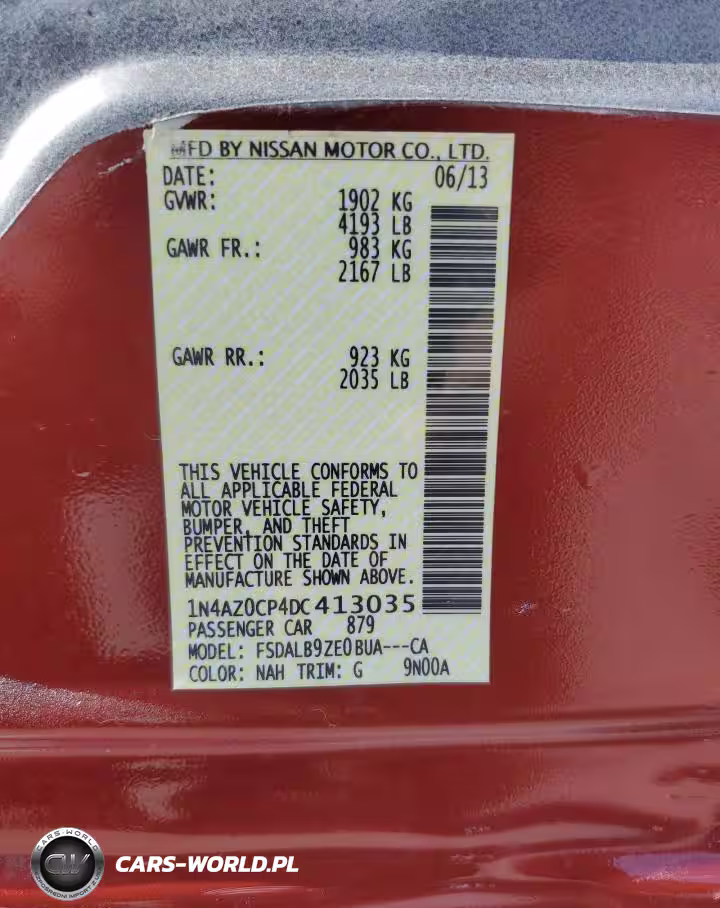 MFD BY NISSAN MOTOR CO., LTD.
DATE: 06/13
GVWR: 1902 KG
4193 LB
GAWR FR.: 983 KG
2167 LB
GAWR RR.: 923 KG
2035 LB
THIS VEHICLE CONFORMS TO
ALL APPLICABLE FEDERAL
MOTOR VEHICLE SAFETY,
BUMPER, AND THEFT
PREVENTION STANDARDS IN
EFFECT ON THE DATE OF
MANUFACTURE SHOWN ABOVE.
1N4AZ0CP4DC413035
PASSENGER CAR 879
MODEL: FSDALB9ZE0BUA---CA
COLOR: NAH TRIM: G 9N00A
CARS-WORLD
CW
CARS-WORLD.PL